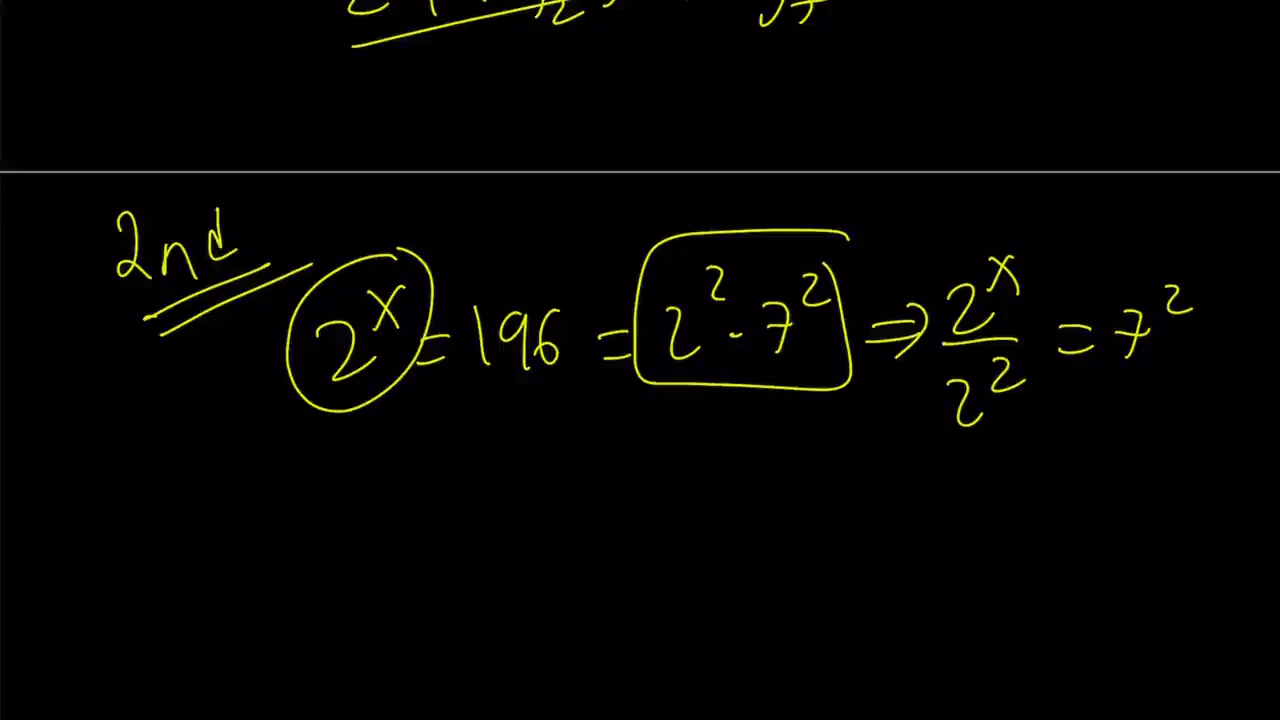 2nd
2^x = 196 = 2^2 · 7^2 ⇒ 2^x / 2^2 = 7^2